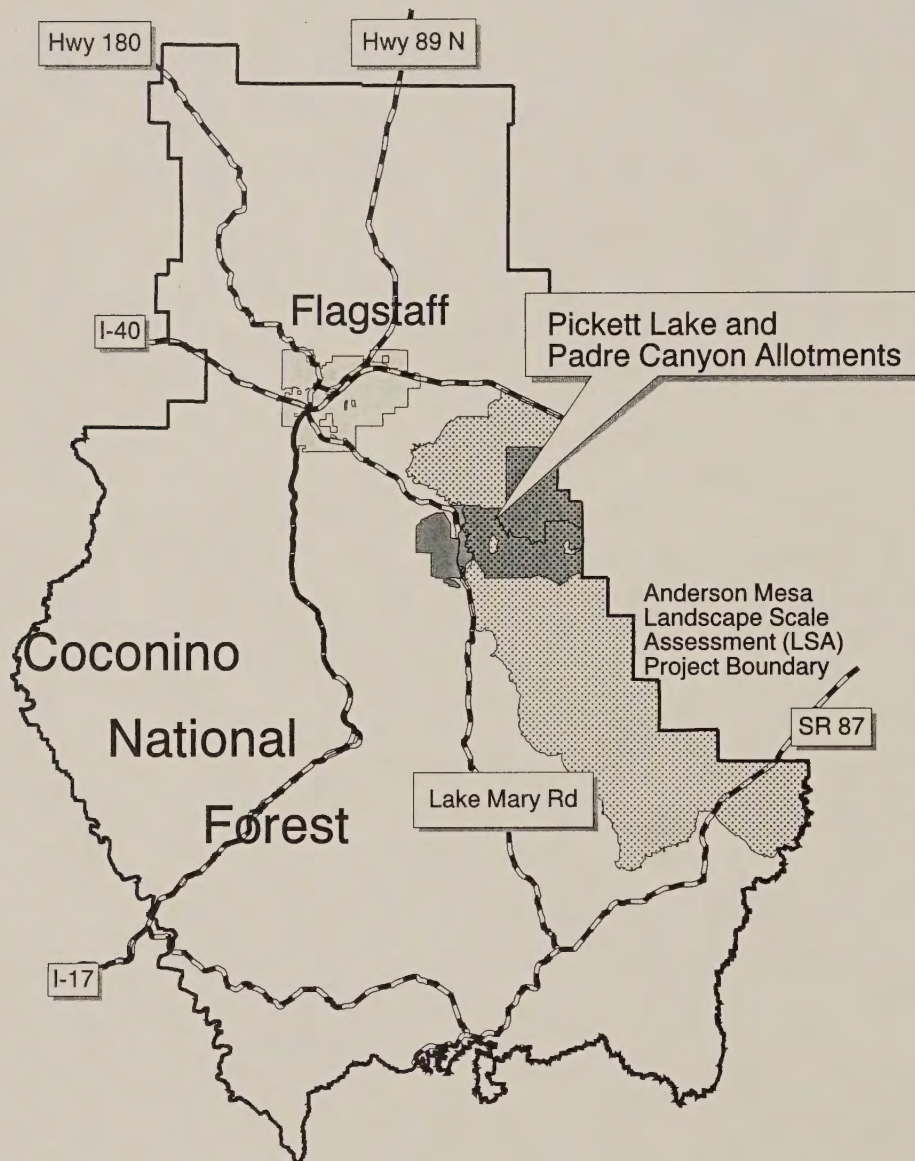 Hwy 180
Hwy 89 N
Flagstaff
I-40
Pickett Lake and
Padre Canyon Allotments
Anderson Mesa
Landscape Scale
Assessment (LSA)
Project Boundary
Coconino
National
Forest
SR 87
Lake Mary Rd
I-17